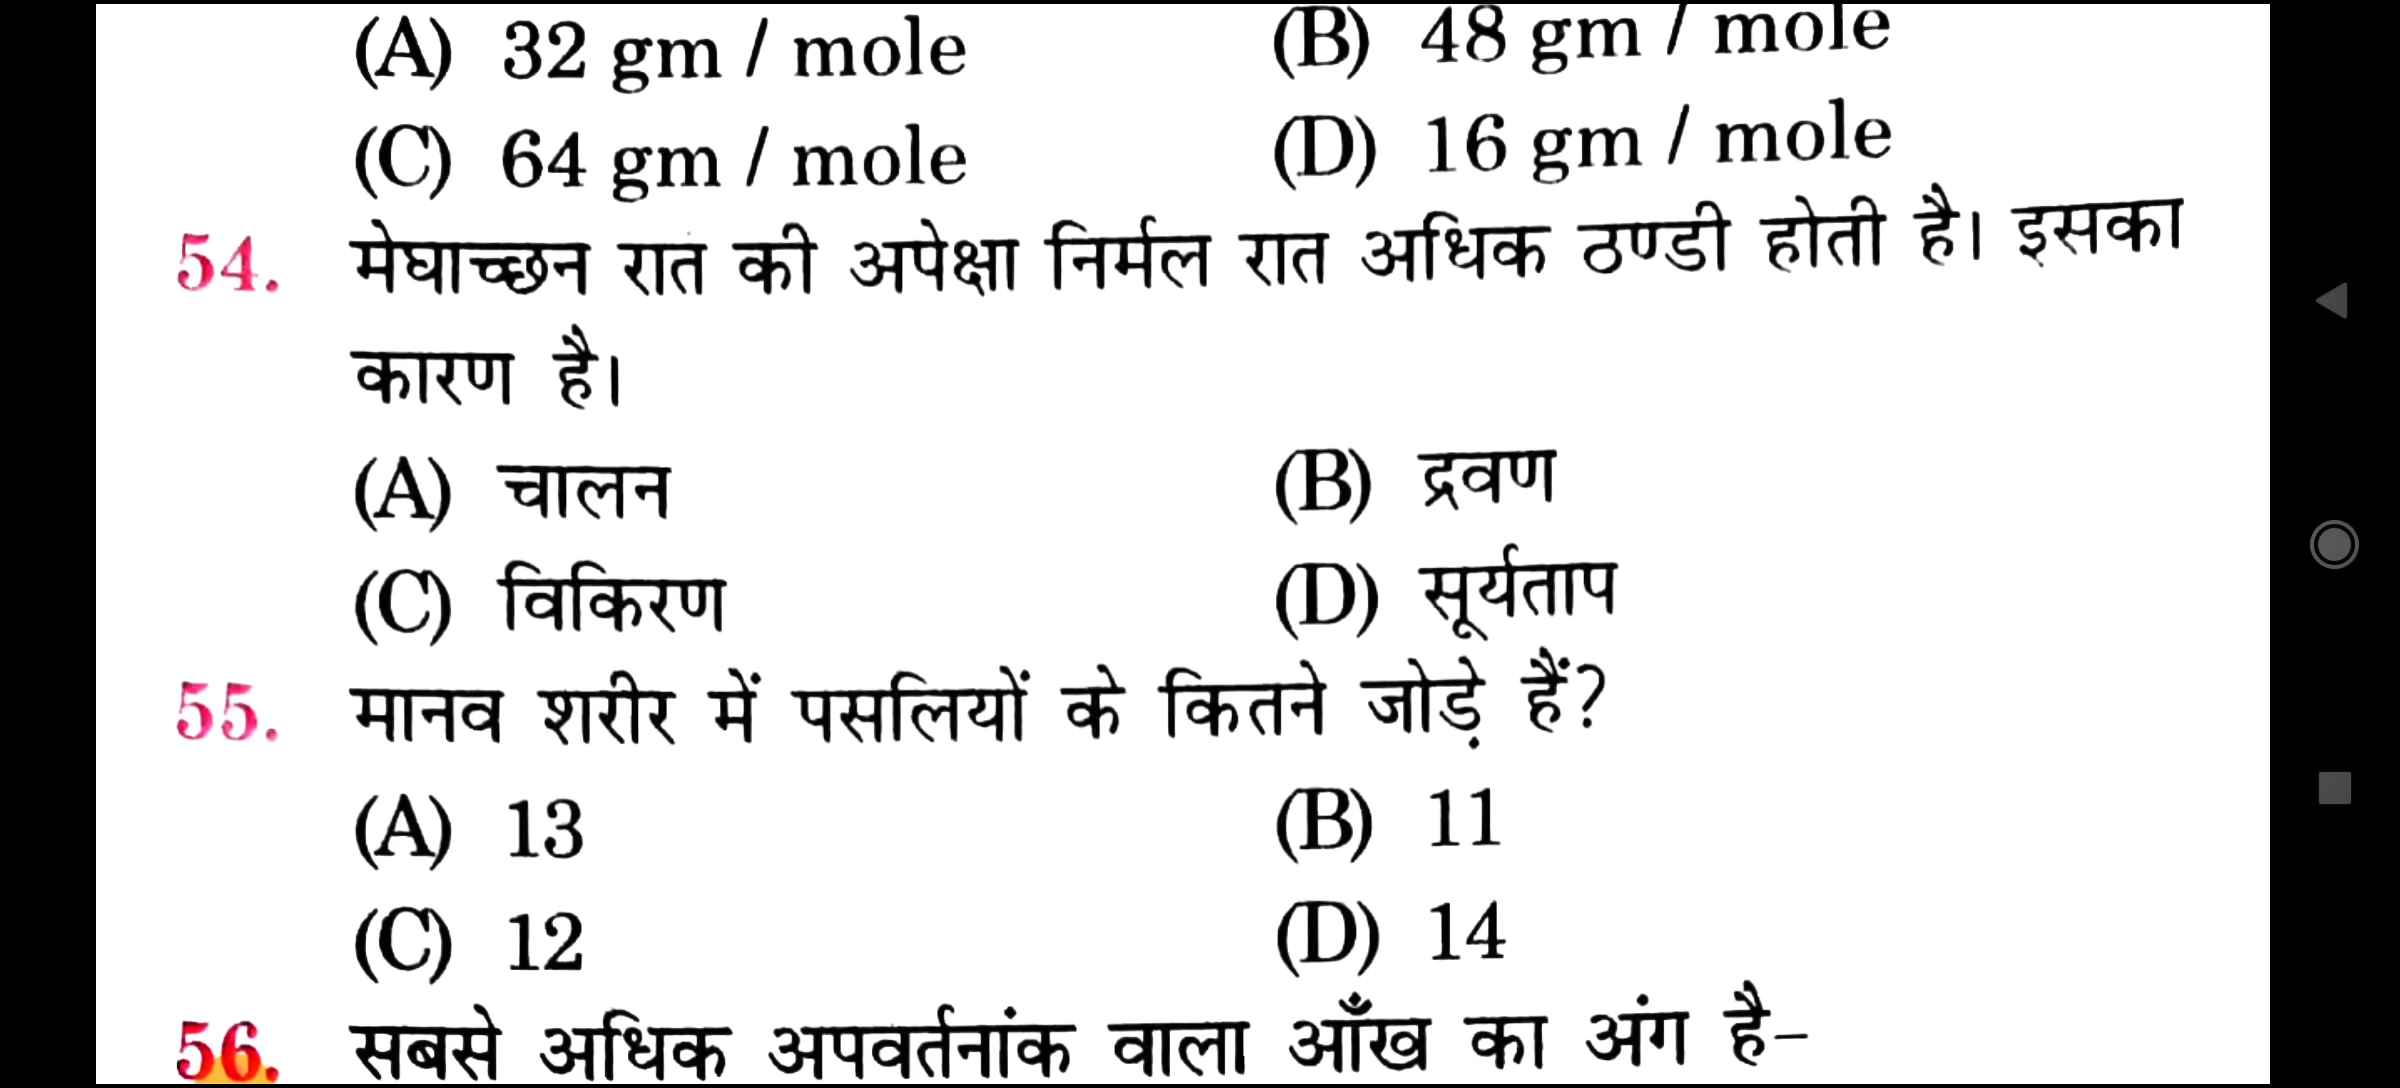 (A) 32 gm / mole (B) 48 gm / mole
(C) 64 gm / mole (D) 16 gm / mole
54. मेघाच्छन रात की अपेक्षा निर्मल रात अधिक ठण्डी होती है। इसका
कारण है।
(A) चालन (B) द्रवण
(C) विकिरण (D) सूर्यताप
55. मानव शरीर में पसलियों के कितने जोड़े हैं?
(A) 13 (B) 11
(C) 12 (D) 14
56. सबसे अधिक अपवर्तनांक वाला आँख का अंग है-